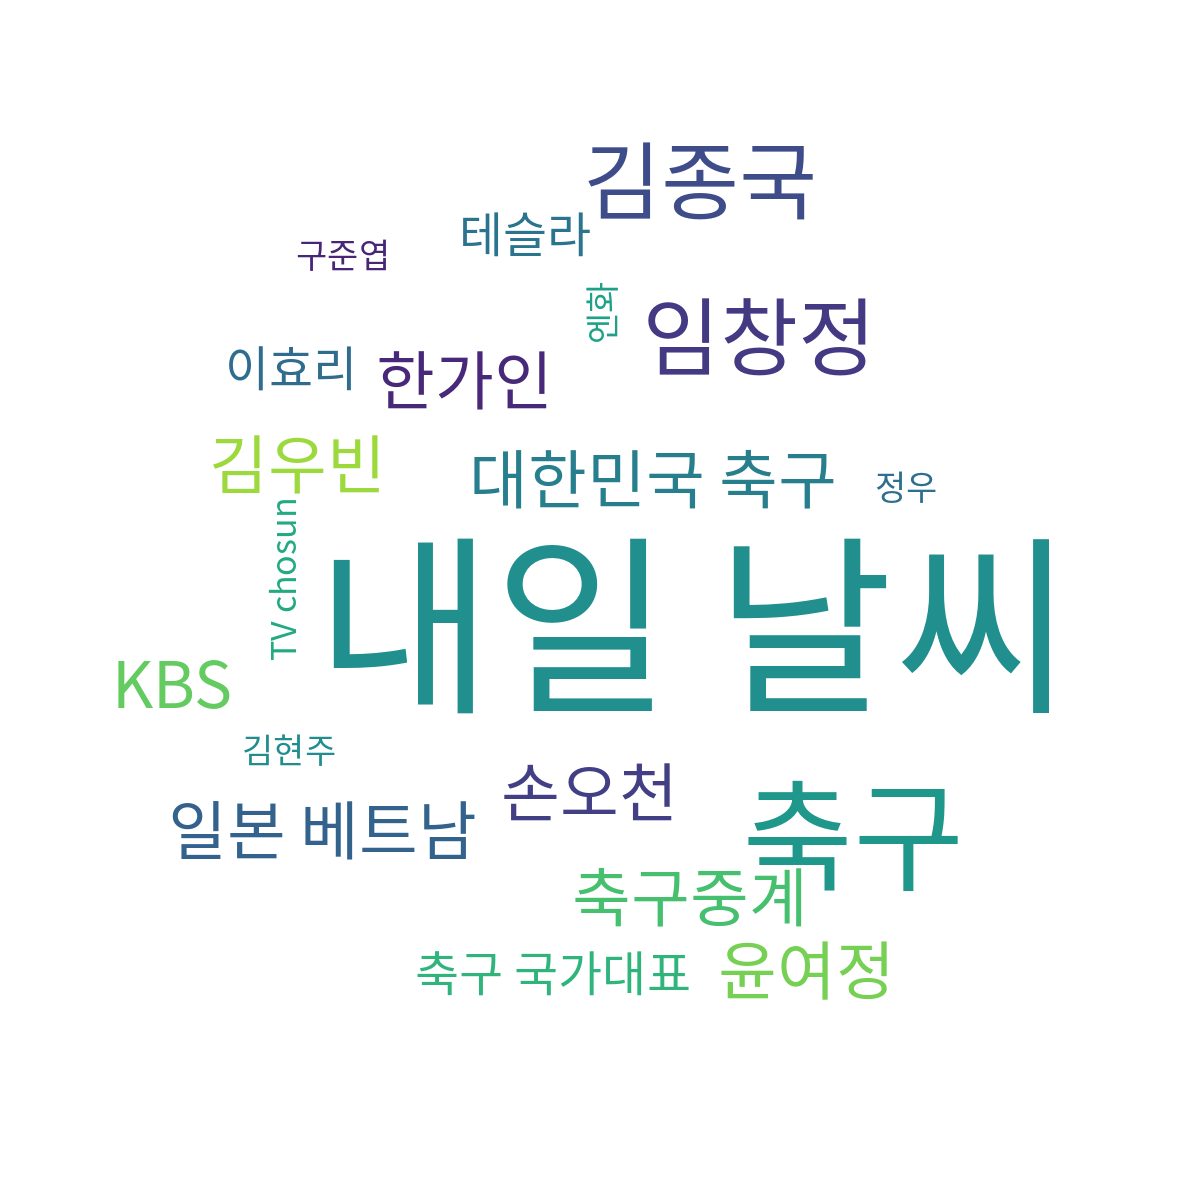 김종국
테슬라
구준엽
엔화
임창정
이효리
한가인
김우빈
대한민국 축구
정우
TV chosun
내일 날씨
KBS
김현주
손오천
일본 베트남
축구
축구중계
축구 국가대표
윤여정